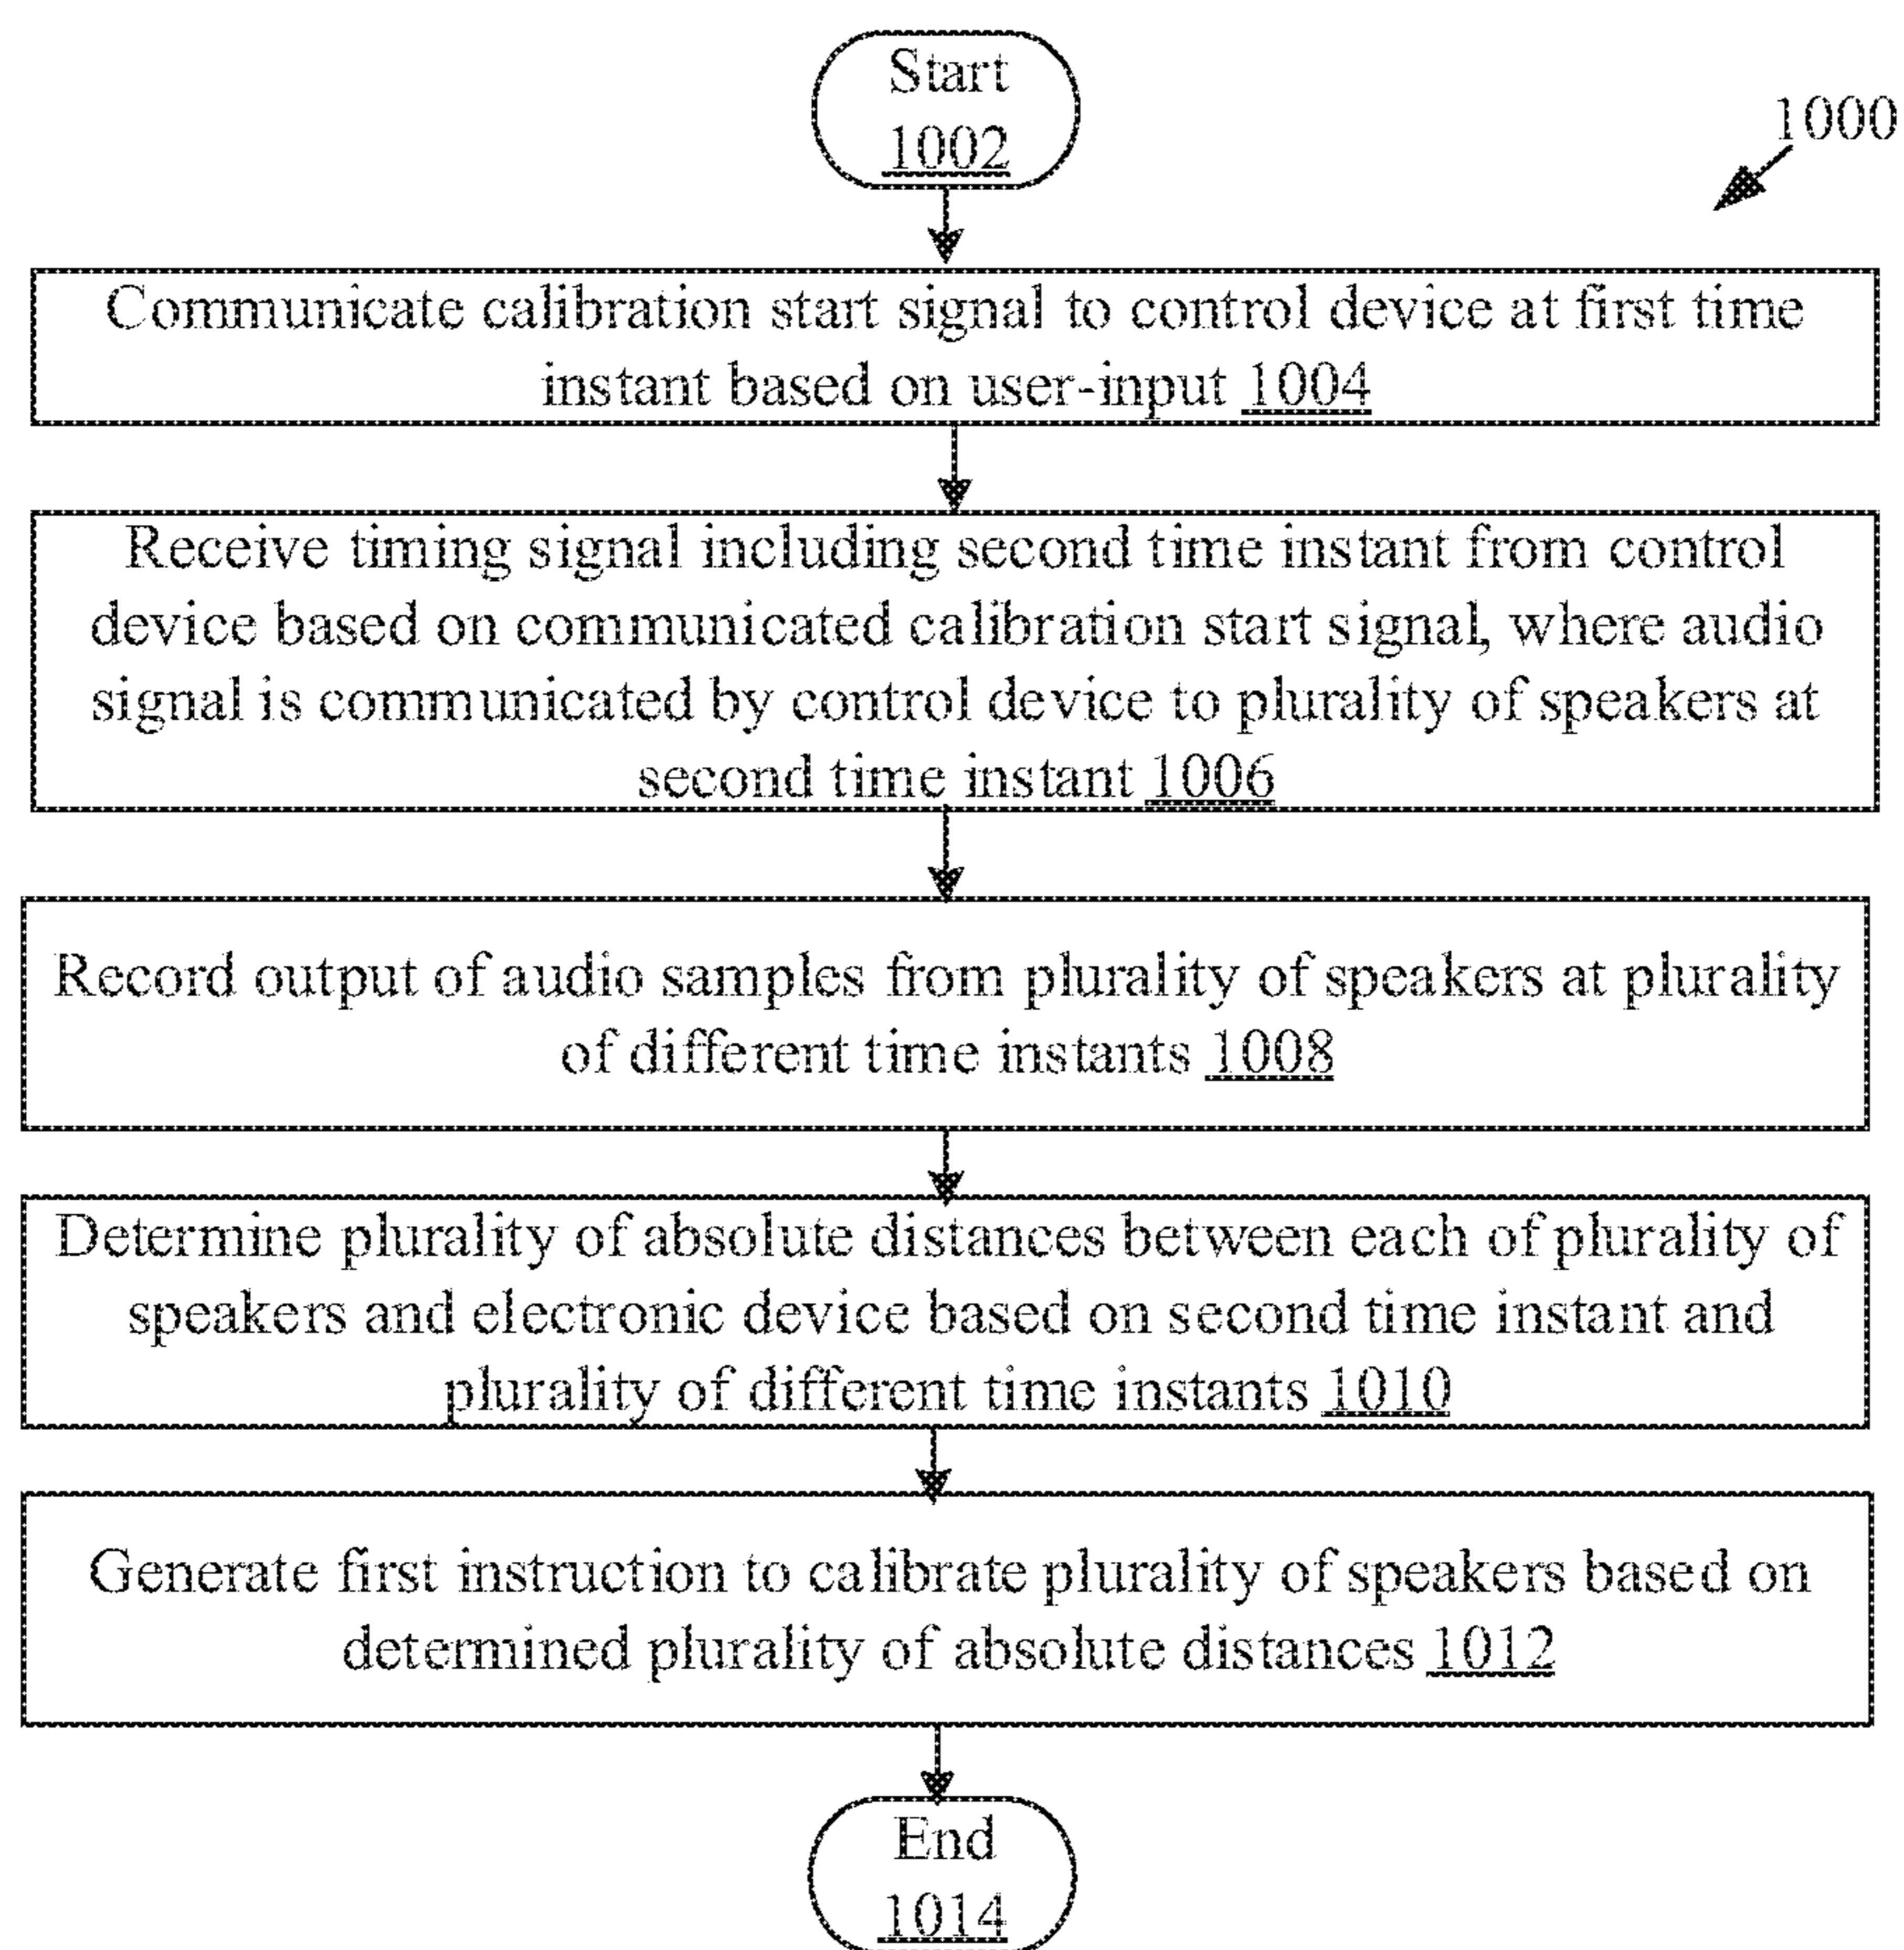 Start
1002
1000
Communicate calibration start signal to control device at first time
instant based on user-input 1004
Receive timing signal including second time instant from control
device based on communicated calibration start signal, where audio
signal is communicated by control device to plurality of speakers at
second time instant 1006
Record output of audio samples from plurality of speakers at plurality
of different time instants 1008
Determine plurality of absolute distances between each of plurality of
speakers and electronic device based on second time instant and
plurality of different time instants 1010
Generate first instruction to calibrate plurality of speakers based on
determined plurality of absolute distances 1012
End
1014